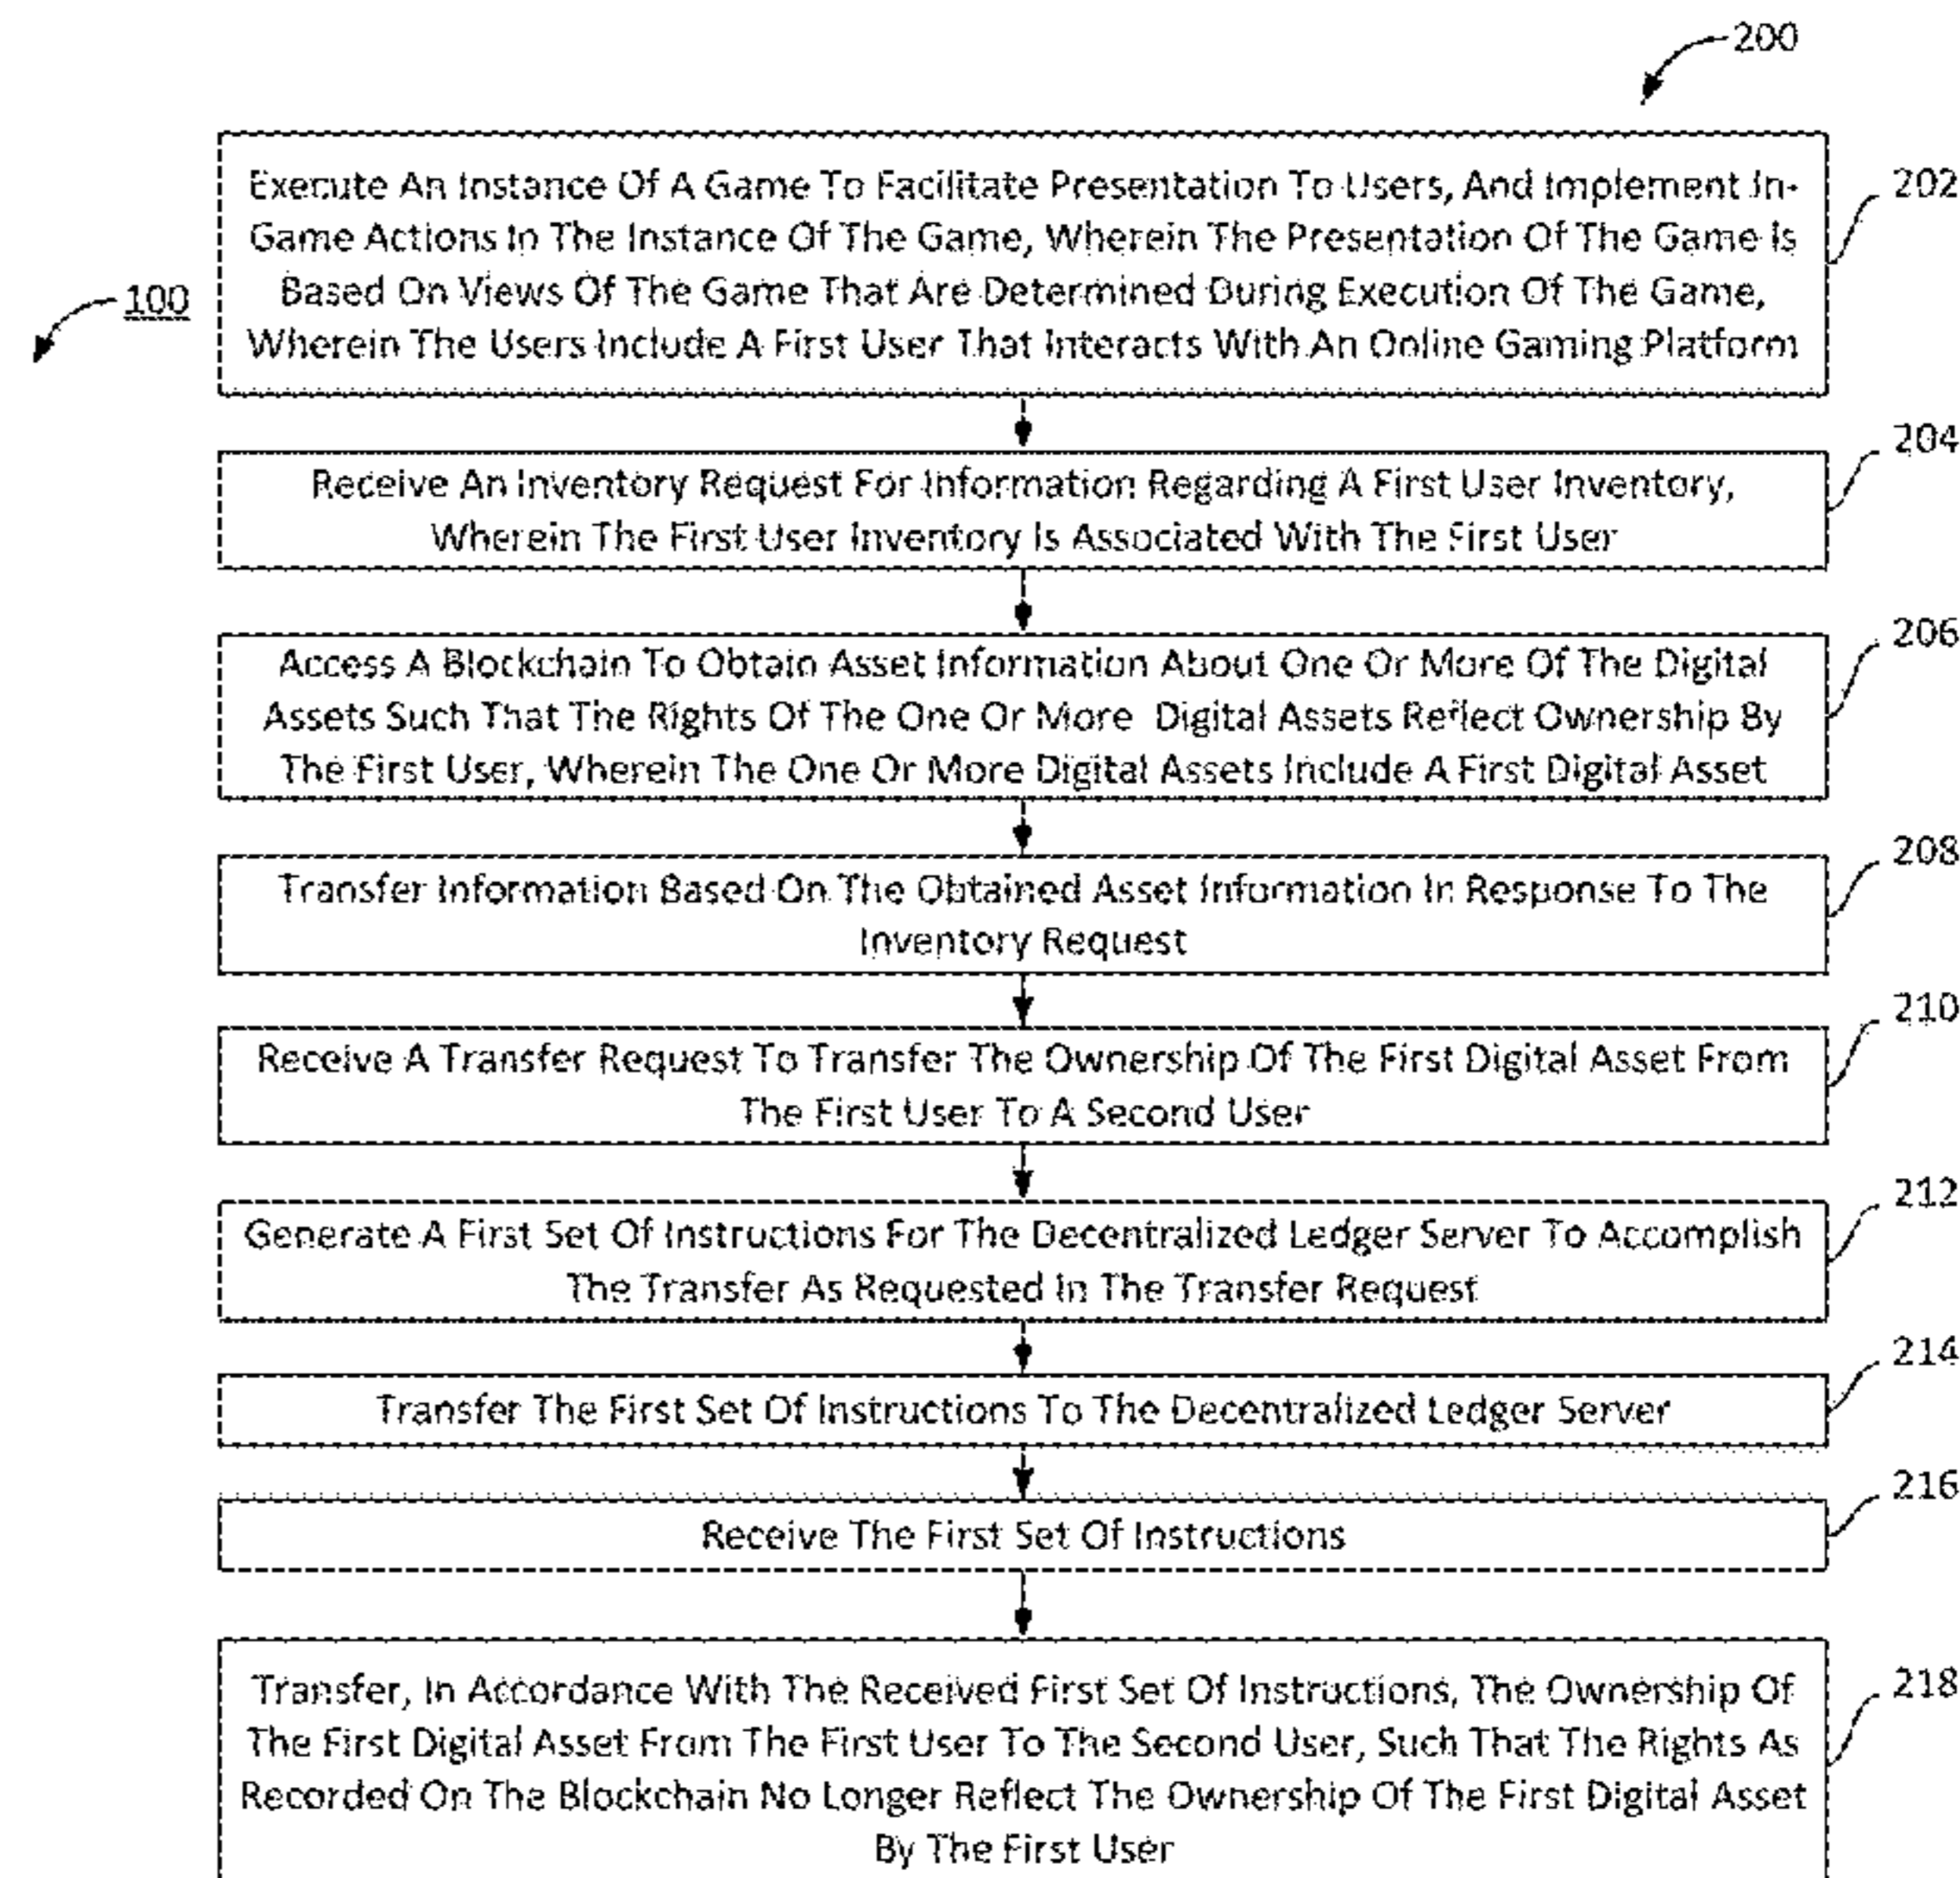 200
Execute An Instance Of A Game To Facilitate Presentation To Users, And Implement In-
Game Actions In The Instance Of The Game, Wherein The Presentation Of The Game Is
Based On Views Of The Game That Are Determined During Execution Of The Game,
Wherein The Users Include A First User That Interacts With An Online Gaming Platform
202
100
Receive An Inventory Request For Information Regarding A First User Inventory,
Wherein The First User Inventory Is Associated With The First User
204
Access A Blockchain To Obtain Asset Information About One Or More Of The Digital
Assets Such That The Rights Of The One Or More Digital Assets Reflect Ownership By
The First User, Wherein The One Or More Digital Assets Include A First Digital Asset
206
Transfer Information Based On The Obtained Asset Information In Response To The
Inventory Request
208
Receive A Transfer Request To Transfer The Ownership Of The First Digital Asset From
The First User To A Second User
210
Generate A First Set Of Instructions For The Decentralized Ledger Server To Accomplish
The Transfer As Requested In The Transfer Request
212
Transfer The First Set Of Instructions To The Decentralized Ledger Server
214
Receive The First Set Of Instructions
216
Transfer, In Accordance With The Received First Set Of Instructions, The Ownership Of
The First Digital Asset From The First User To The Second User, Such That The Rights As
Recorded On The Blockchain No Longer Reflect The Ownership Of The First Digital Asset
By The First User
218